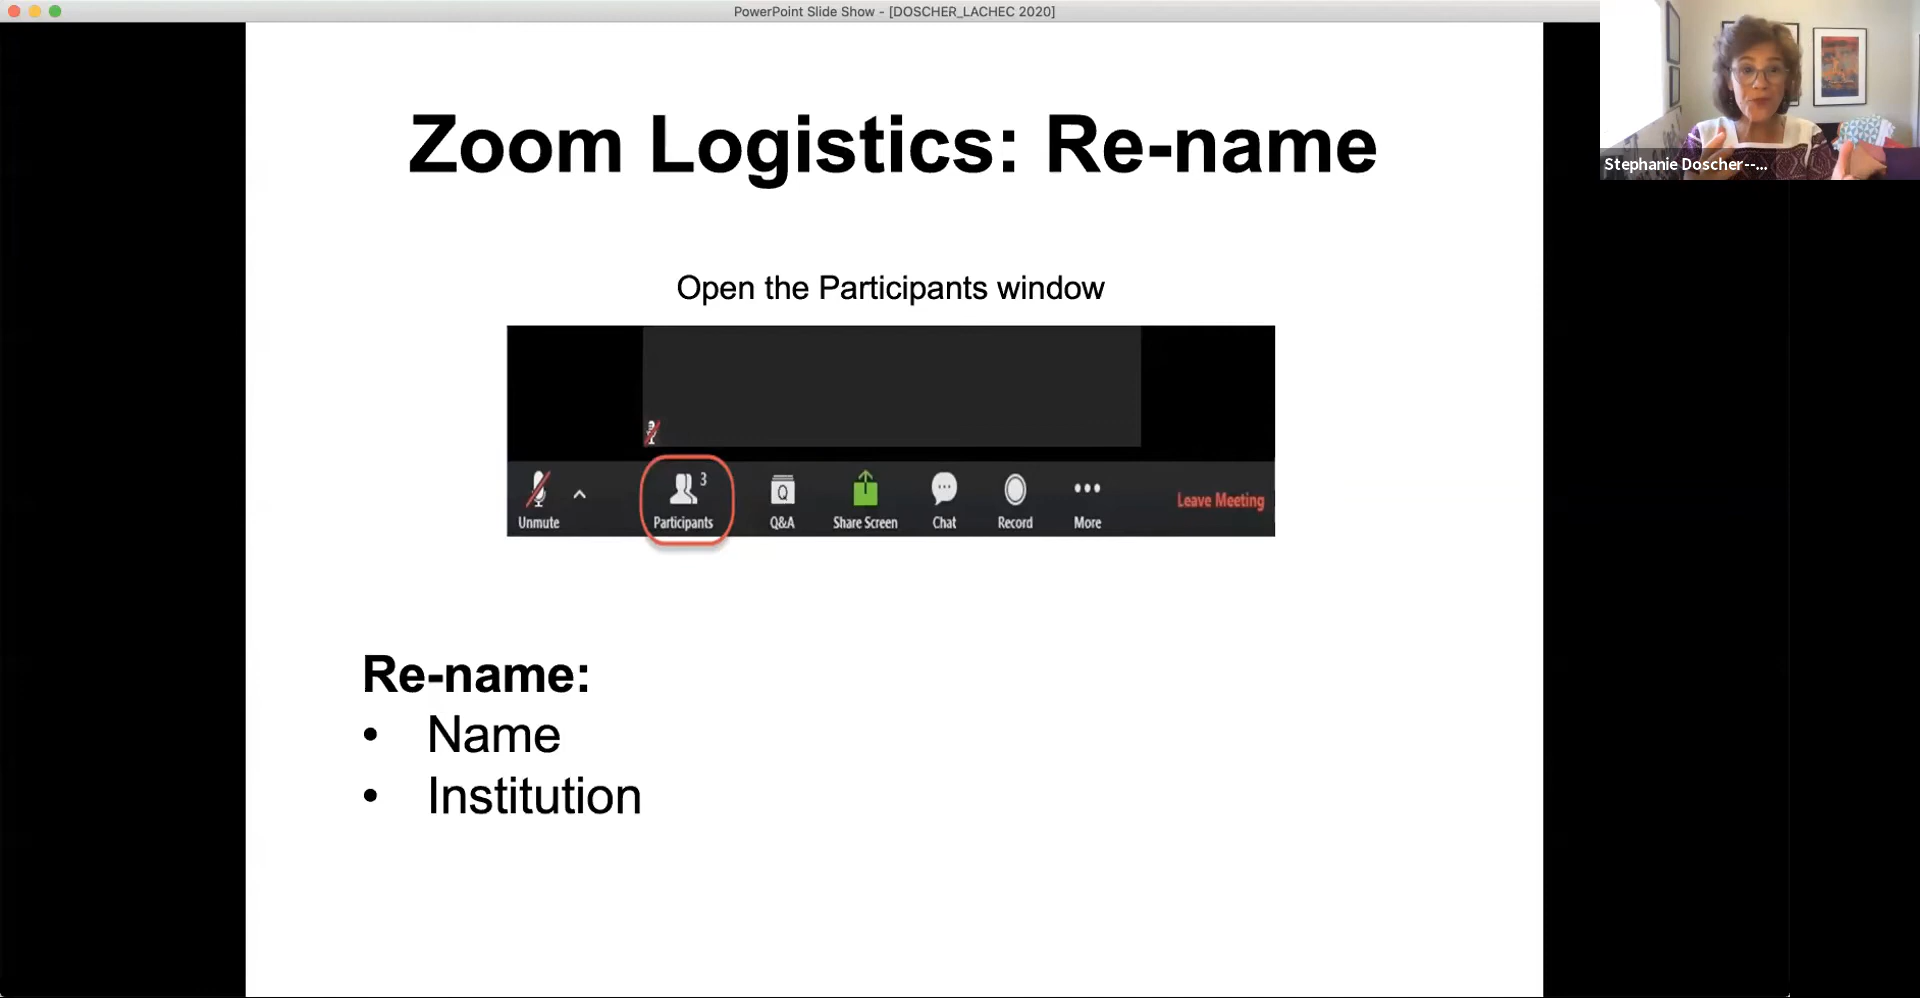 PowerPoint Slide Show - [DOSCHER_LACHEC 2020]
Stephanie Doscher--...
Zoom Logistics: Re-name
Open the Participants window
3
Q
Unmute Participants Q&A Share Screen Chat Record More Leave Meeting
Re-name:
• Name
• Institution